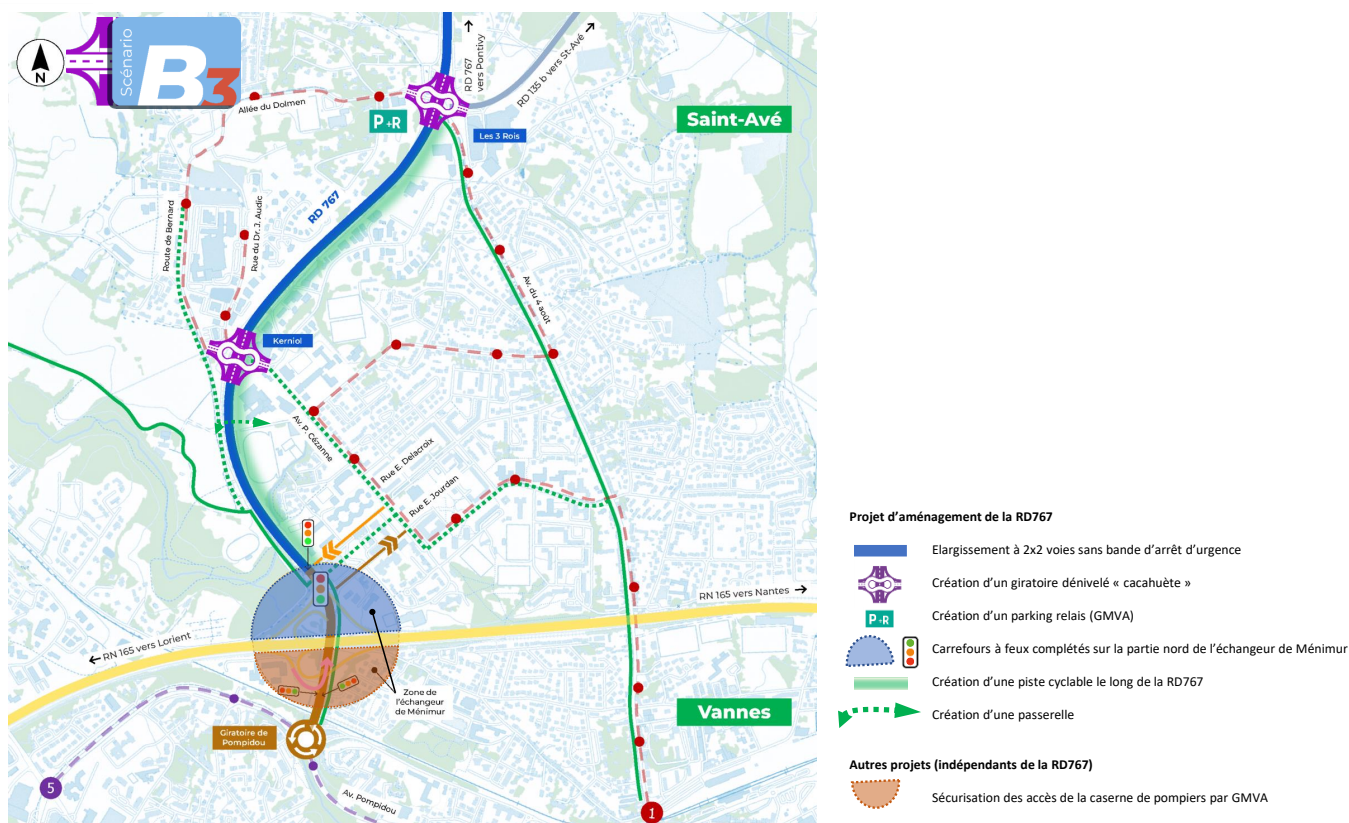 N
Scénario
B3
RD 767
vers Pontivy
RD 135 b vers St-Avé
Allée du Dolmen
P+R
Les 3 Rois
Saint-Avé
RD 767
Route de Bernard
Rue du Dr. J. Audic
Av. du 4 août
Kerniol
Av. P. Cézanne
Rue E. Delacroix
Rue E. Jourdan
RN 165 vers Nantes
RN 165 vers Lorient
Zone de
l'échangeur
de Ménimur
Vannes
Giratoire de
Pompidou
5
Av. Pompidou
1
Projet d'aménagement de la RD767
Elargissement à 2x2 voies sans bande d'arrêt d'urgence
Création d'un giratoire dénivelé « cacahuète »
P+R
Création d'un parking relais (GMVA)
Carrefours à feux complétés sur la partie nord de l'échangeur de Ménimur
Création d'une piste cyclable le long de la RD767
Création d'une passerelle
Autres projets (indépendants de la RD767)
Sécurisation des accès de la caserne de pompiers par GMVA